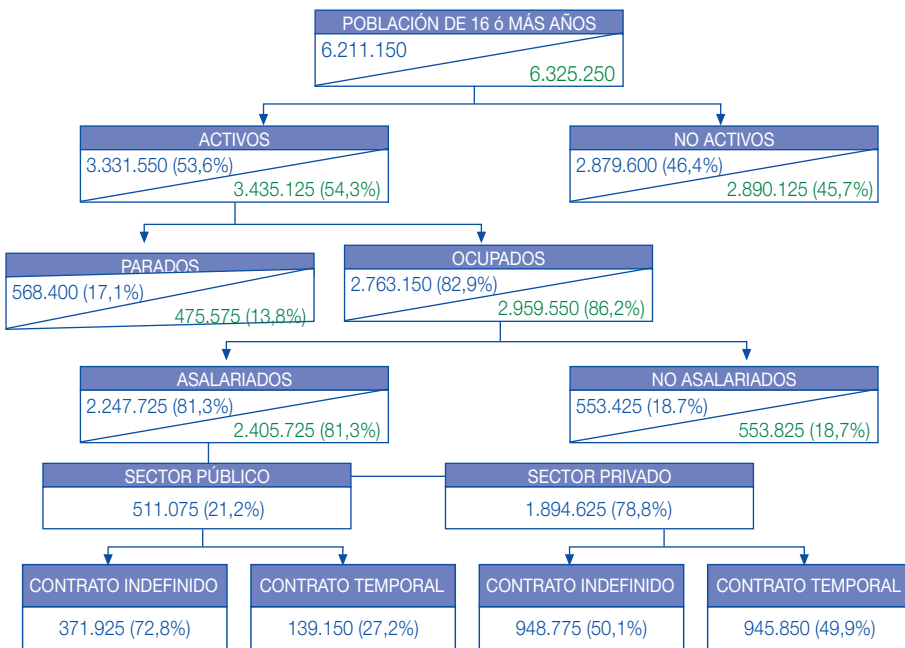 POBLACIÓN DE 16 ó MÁS AÑOS
6.211.150
6.325.250
ACTIVOS
3.331.550 (53,6%)
3.435.125 (54,3%)
NO ACTIVOS
2.879.600 (46,4%)
2.890.125 (45,7%)
PARADOS
568.400 (17,1%)
475.575 (13,8%)
OCUPADOS
2.763.150 (82,9%)
2.959.550 (86,2%)
ASALARIADOS
2.247.725 (81,3%)
2.405.725 (81,3%)
NO ASALARIADOS
553.425 (18.7%)
553.825 (18,7%)
SECTOR PÚBLICO
511.075 (21,2%)
SECTOR PRIVADO
1.894.625 (78,8%)
CONTRATO INDEFINIDO
371.925 (72,8%)
CONTRATO TEMPORAL
139.150 (27,2%)
CONTRATO INDEFINIDO
948.775 (50,1%)
CONTRATO TEMPORAL
945.850 (49,9%)